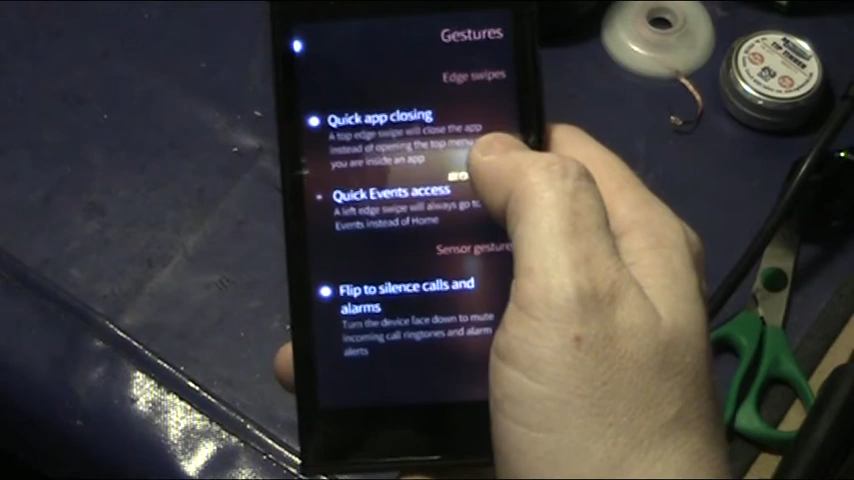 Gestures
Edge swipes
Quick app closing
A top edge swipe will close the app
instead of opening the top menu
you are inside an app
Quick Events access
A left edge swipe will always go to
Events instead of Home
Sensor gestures
Flip to silence calls and
alarms
Turn the device face down to mute
incoming call ringtones and alarm
alerts
TIP TINNER